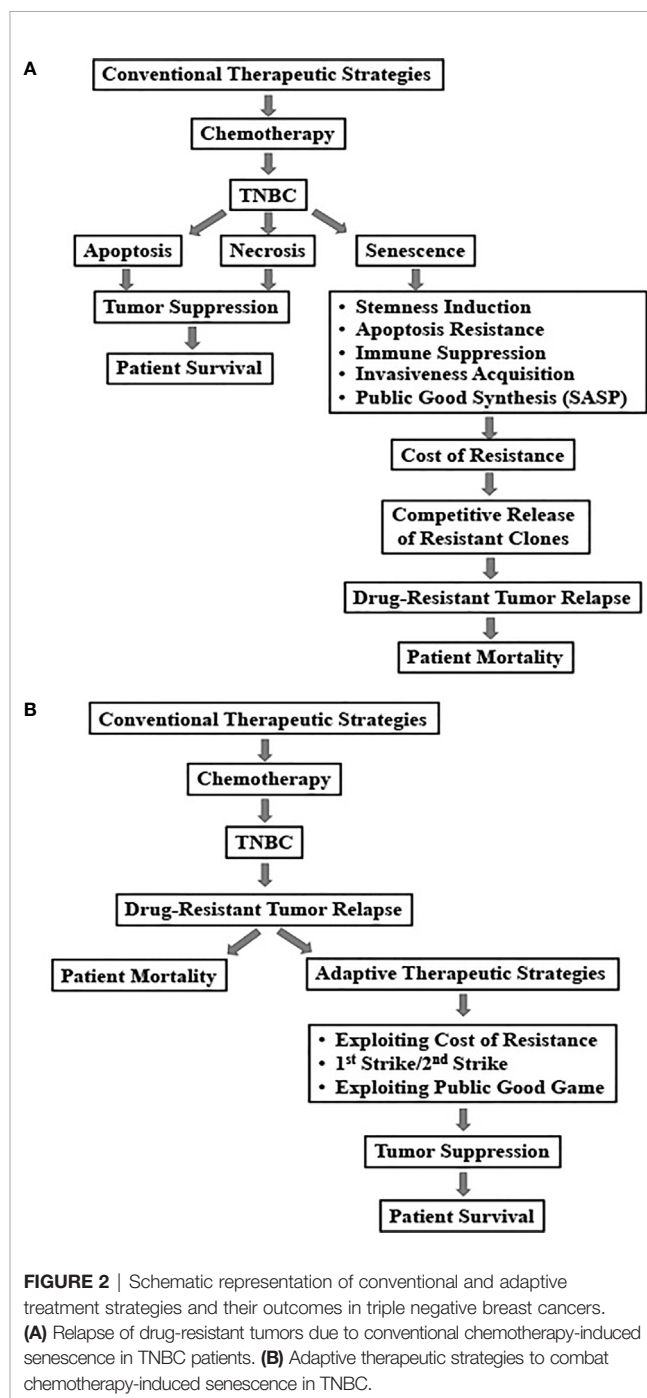 A
Conventional Therapeutic Strategies
Chemotherapy
TNBC
Apoptosis
Necrosis
Senescence
Tumor Suppression
Patient Survival
• Stemness Induction
• Apoptosis Resistance
• Immune Suppression
• Invasiveness Acquisition
• Public Good Synthesis (SASP)
Cost of Resistance
Competitive Release
of Resistant Clones
Drug-Resistant Tumor Relapse
Patient Mortality
B
Conventional Therapeutic Strategies
Chemotherapy
TNBC
Drug-Resistant Tumor Relapse
Patient Mortality
Adaptive Therapeutic Strategies
• Exploiting Cost of Resistance
• 1st Strike/2nd Strike
• Exploiting Public Good Game
Tumor Suppression
Patient Survival
FIGURE 2 | Schematic representation of conventional and adaptive
treatment strategies and their outcomes in triple negative breast cancers.
(A) Relapse of drug-resistant tumors due to conventional chemotherapy-induced
senescence in TNBC patients. (B) Adaptive therapeutic strategies to combat
chemotherapy-induced senescence in TNBC.